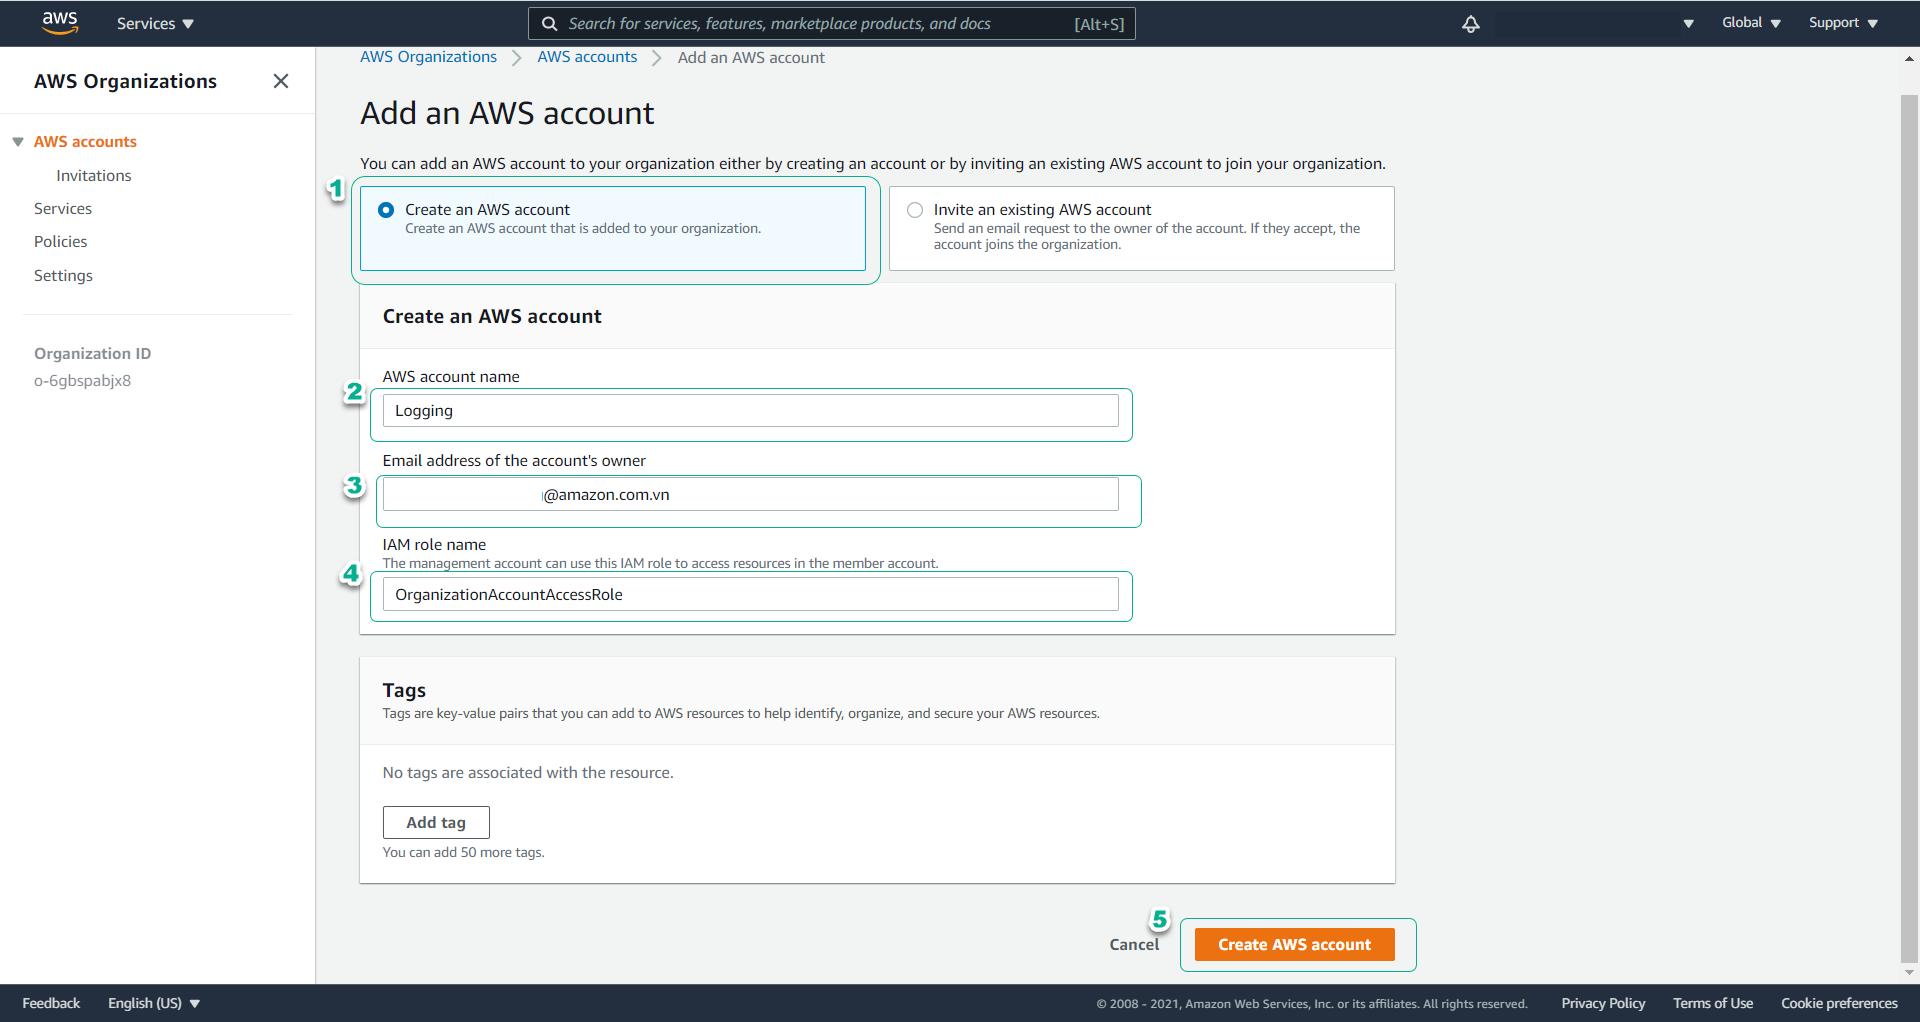 aws
Services
Search for services, features, marketplace products, and docs [Alt+S]
Global
Support
AWS Organizations
AWS accounts
Invitations
Services
Policies
Settings
Organization ID
o-6gbspabjx8
AWS Organizations
AWS accounts
Add an AWS account
Add an AWS account
You can add an AWS account to your organization either by creating an account or by inviting an existing AWS account to join your organization.
1
Create an AWS account
Create an AWS account that is added to your organization.
Invite an existing AWS account
Send an email request to the owner of the account. If they accept, the
account joins the organization.
Create an AWS account
AWS account name
2
Logging
Email address of the account's owner
3
@amazon.com.vn
IAM role name
The management account can use this IAM role to access resources in the member account.
4
OrganizationAccountAccessRole
Tags
Tags are key-value pairs that you can add to AWS resources to help identify, organize, and secure your AWS resources.
No tags are associated with the resource.
Add tag
You can add 50 more tags.
5
Cancel
Create AWS account
Feedback
English (US)
© 2008 - 2021, Amazon Web Services, Inc. or its affiliates. All rights reserved.
Privacy Policy
Terms of Use
Cookie preferences